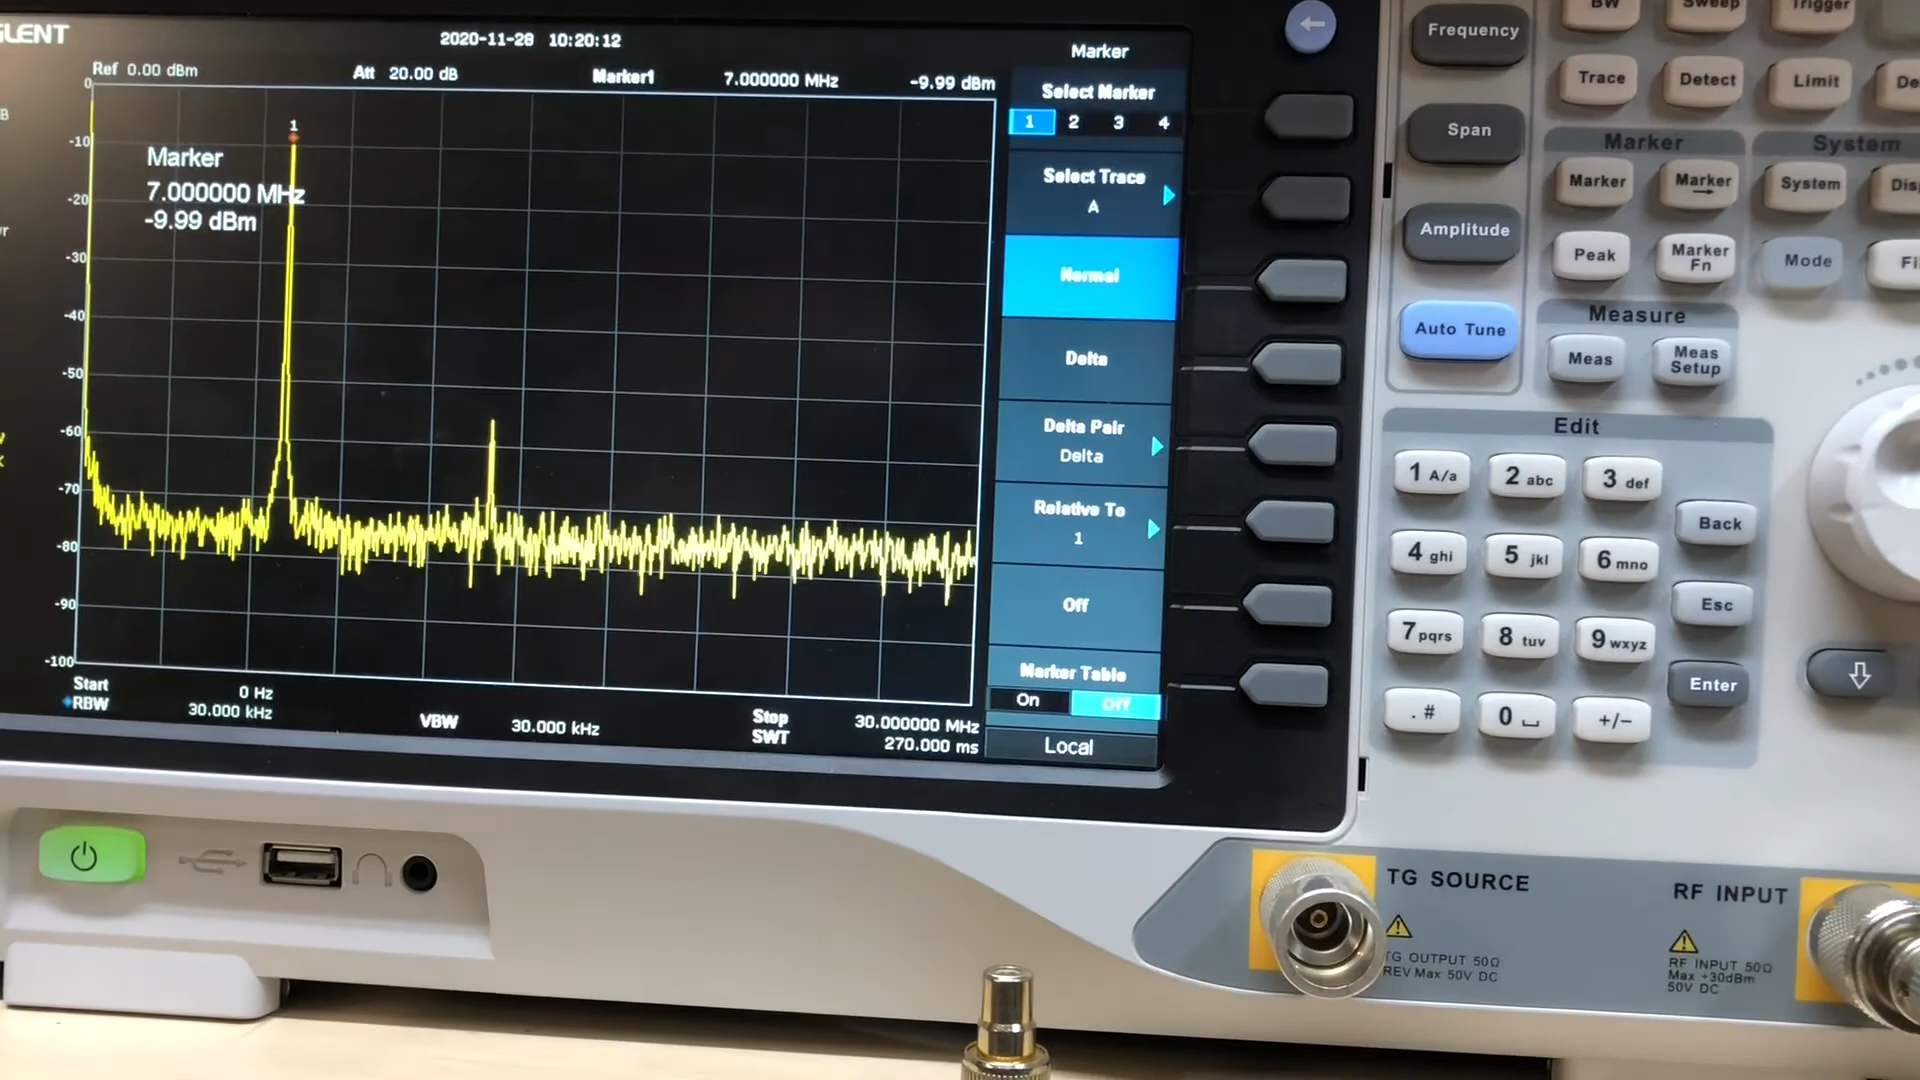 GLENT
2020-11-28 10:20:12
Ref 0.00 dBm Att 20.00 dB Marker1 7.000000 MHz -9.99 dBm
0
-10
-20
-30
-40
-50
-60
-70
-80
-90
-100
1
Marker
7.000000 MHz
-9.99 dBm
Start 0 Hz
RBW 30.000 kHz
VBW 30.000 kHz
Stop 30.000000 MHz
SWT 270.000 ms
Marker
Select Marker
1 2 3 4
Select Trace
A
Normal
Delta
Delta Pair
Delta
Relative To
1
Off
Marker Table
On Off
Local
Frequency
Span
Amplitude
Auto Tune
BW Sweep Trigger
Trace Detect Limit
Marker
Marker Marker
Peak Marker Fn
System
System
Mode
Measure
Meas Meas Setup
Edit
1 A/a 2 abc 3 def
4 ghi 5 jkl 6 mno
7 pqrs 8 tuv 9 wxyz
. # 0 +/-
Back
Esc
Enter
TG SOURCE
TG OUTPUT 50Ω
REV Max 50V DC
RF INPUT
RF INPUT 50Ω
Max +30dBm
50V DC